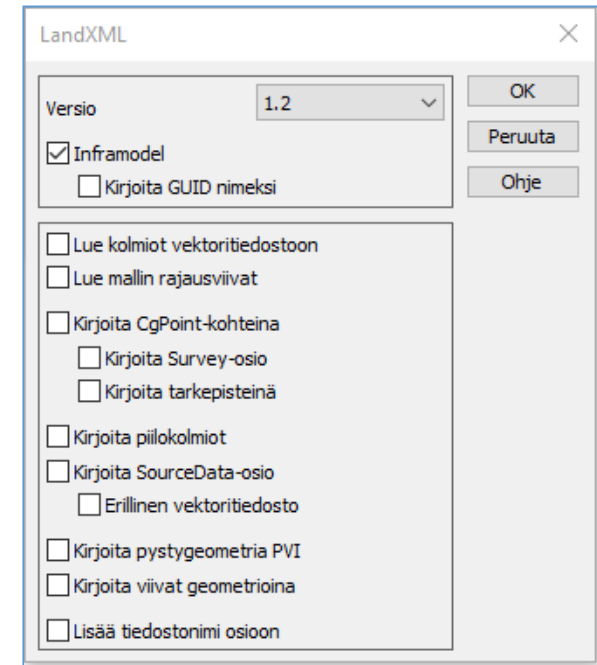 LandXML
Versio
1.2
Inframodel
Kirjoita GUID nimeksi
OK
Peruuta
Ohje
Lue kolmiot vektoritiedostoon
Lue mallin rajausviivat
Kirjoita CgPoint-kohteina
Kirjoita Survey-osio
Kirjoita tarkepisteinä
Kirjoita piilokolmiot
Kirjoita SourceData-osio
Erillinen vektoritiedosto
Kirjoita pystygeometria PVI
Kirjoita viivat geometrioina
Lisää tiedostonimi osioon